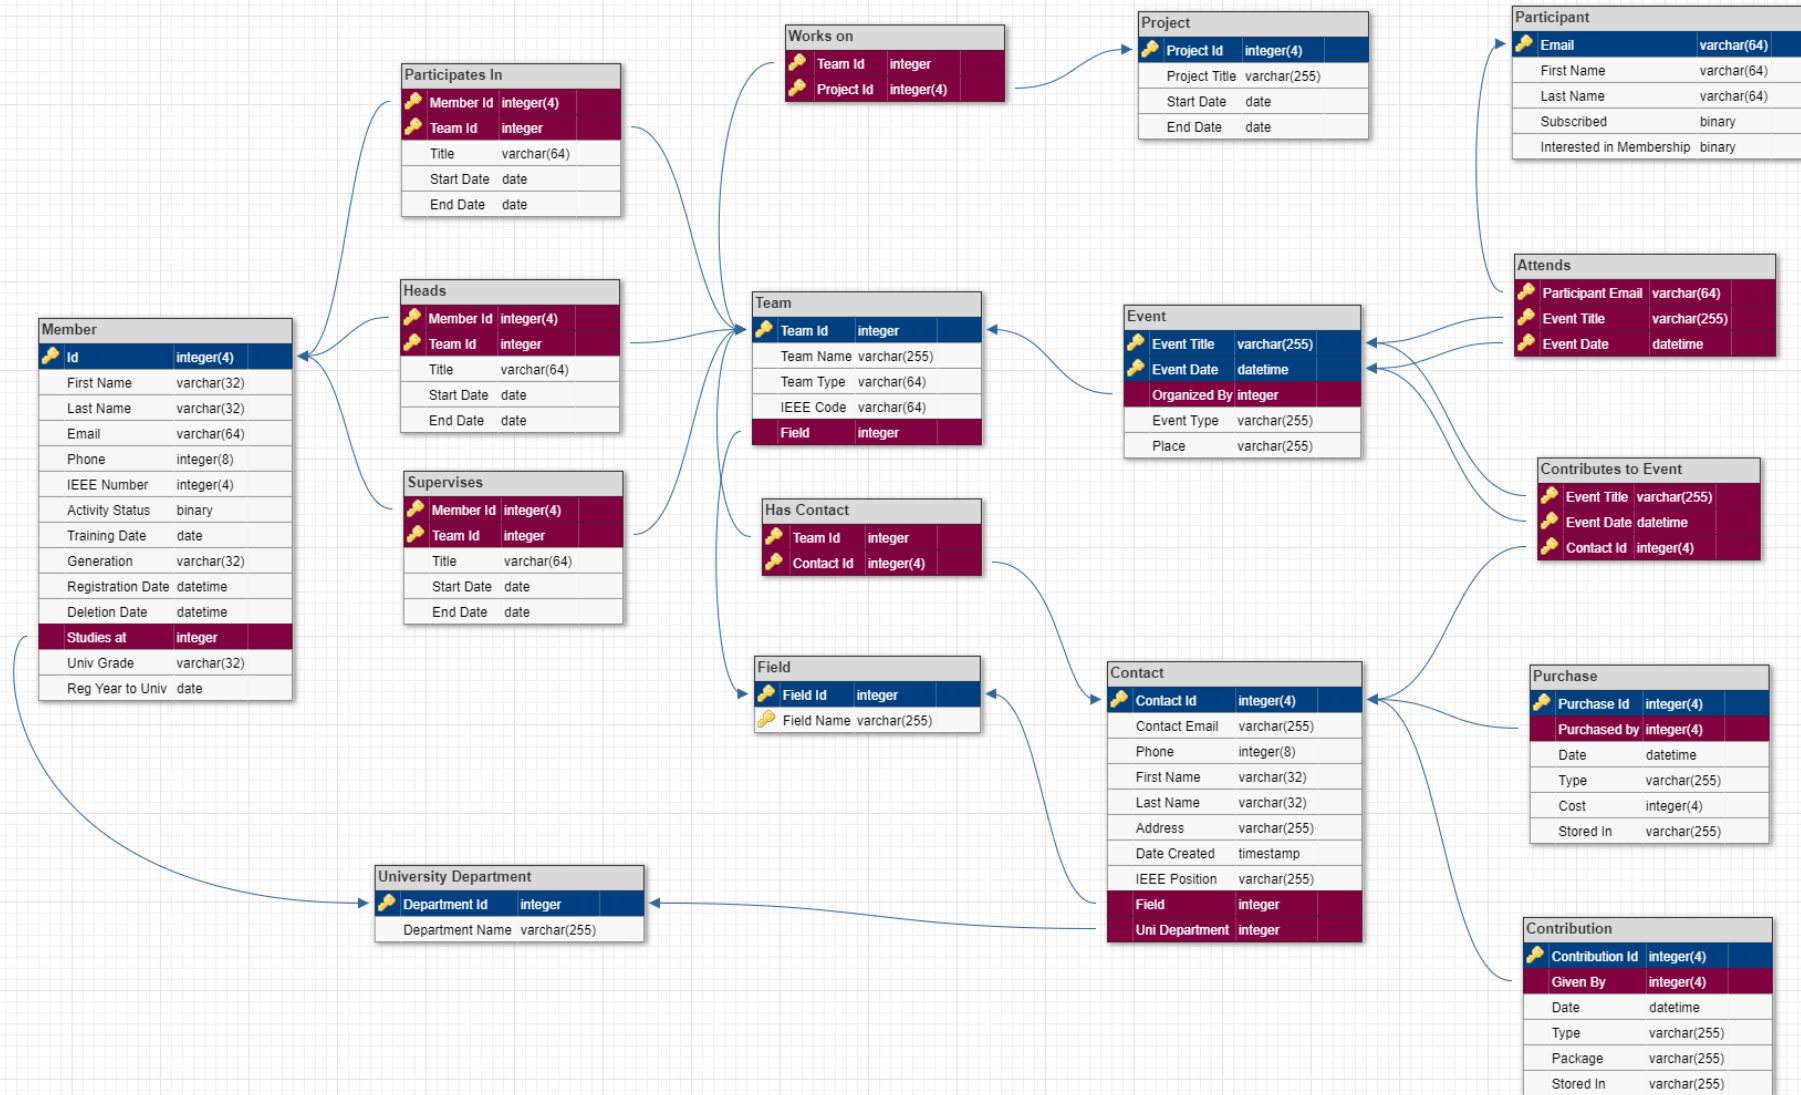 Participates In
Member Id integer(4)
Team Id integer
Title varchar(64)
Start Date date
End Date date
Works on
Team Id integer
Project Id integer(4)
Project
Project Id integer(4)
Project Title varchar(255)
Start Date date
End Date date
Participant
Email varchar(64)
First Name varchar(64)
Last Name varchar(64)
Subscribed binary
Interested in Membership binary
Member
Id integer(4)
First Name varchar(32)
Last Name varchar(32)
Email varchar(64)
Phone integer(8)
IEEE Number integer(4)
Activity Status binary
Training Date date
Generation varchar(32)
Registration Date datetime
Deletion Date datetime
Studies at integer
Univ Grade varchar(32)
Reg Year to Univ date
Heads
Member Id integer(4)
Team Id integer
Title varchar(64)
Start Date date
End Date date
Supervises
Member Id integer(4)
Team Id integer
Title varchar(64)
Start Date date
End Date date
Team
Team Id integer
Team Name varchar(255)
Team Type varchar(64)
IEEE Code varchar(64)
Field integer
Event
Event Title varchar(255)
Event Date datetime
Organized By integer
Event Type varchar(255)
Place varchar(255)
Attends
Participant Email varchar(64)
Event Title varchar(255)
Event Date datetime
Contributes to Event
Event Title varchar(255)
Event Date datetime
Contact Id integer(4)
Has Contact
Team Id integer
Contact Id integer(4)
Field
Field Id integer
Field Name varchar(255)
Contact
Contact Id integer(4)
Contact Email varchar(255)
Phone integer(8)
First Name varchar(32)
Last Name varchar(32)
Address varchar(255)
Date Created timestamp
IEEE Position varchar(255)
Field integer
Uni Department integer
Purchase
Purchase Id integer(4)
Purchased by integer(4)
Date datetime
Type varchar(255)
Cost integer(4)
Stored In varchar(255)
University Department
Department Id integer
Department Name varchar(255)
Contribution
Contribution Id integer(4)
Given By integer(4)
Date datetime
Type varchar(255)
Package varchar(255)
Stored In varchar(255)